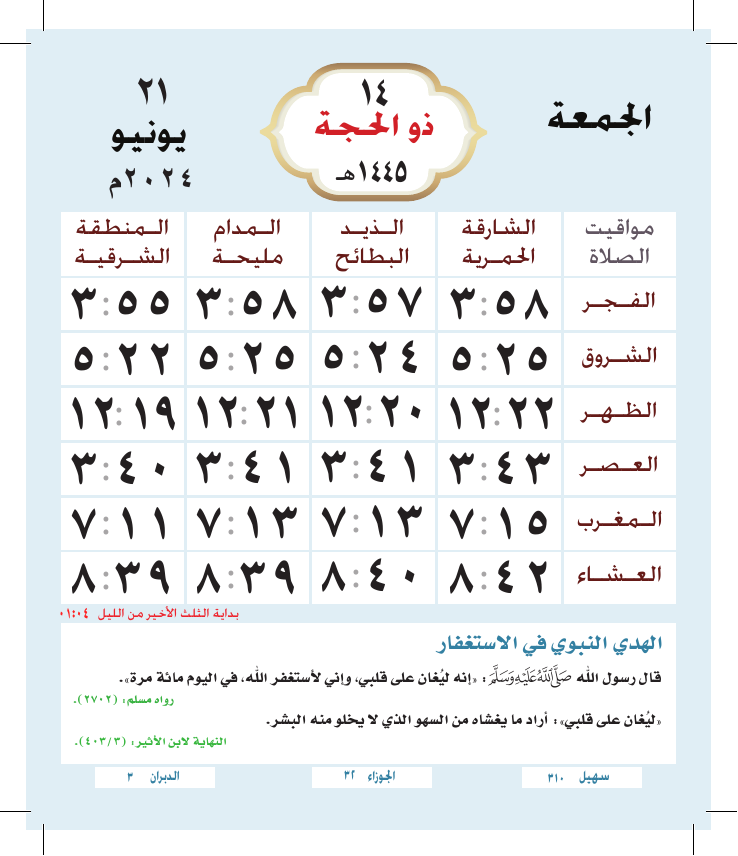 الجمعة
١٤
ذو الحجة
١٤٤٥هـ
٢١
يونيو
٢٠٢٤م
مواقيت الصلاة | الشارقة الحمرية | الذيد البطائح | المدام مليحة | المنطقة الشرقية
الفجر | ٣:٥٨ | ٣:٥٧ | ٣:٥٨ | ٣:٥٥
الشروق | ٥:٢٥ | ٥:٢٤ | ٥:٢٥ | ٥:٢٢
الظهر | ١٢:٢٢ | ١٢:٢٠ | ١٢:٢١ | ١٢:١٩
العصر | ٣:٤٣ | ٣:٤١ | ٣:٤١ | ٣:٤٠
المغرب | ٧:١٥ | ٧:١٣ | ٧:١٣ | ٧:١١
العشاء | ٨:٤٢ | ٨:٤٠ | ٨:٣٩ | ٨:٣٩
بداية الثلث الأخير من الليل ٠١:٠٤
الهدي النبوي في الاستغفار
قال رسول الله صَلَّى اللَّهُ عَلَيْهِ وَسَلَّمَ: «إنه ليُغان على قلبي، وإني لأستغفر الله، في اليوم مائة مرة».
رواه مسلم: (٢٧٠٢).
«ليُغان على قلبي»: أراد ما يغشاه من السهو الذي لا يخلو منه البشر.
النهاية لابن الأثير: (٤٠٣/٣).
سهيل ٣١٠
الجوزاء ٣٢
الدبران ٣